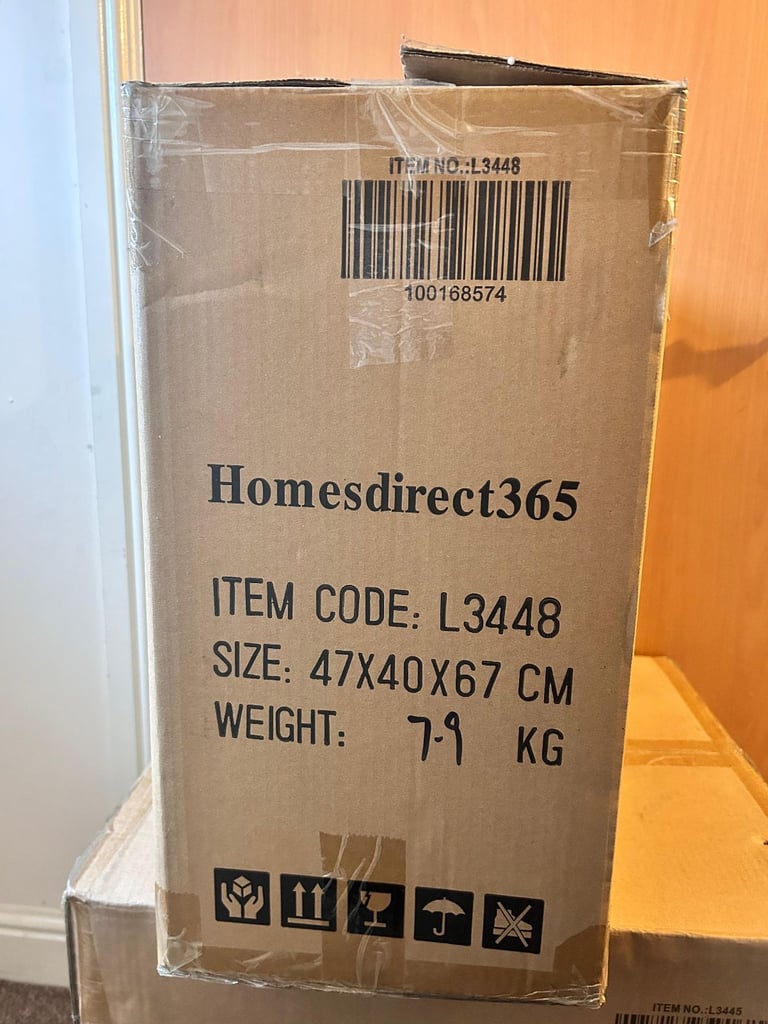 ITEM NO.:L3448
100168574
Homesdirect365
ITEM CODE: L3448
SIZE: 47X40X67 CM
WEIGHT: 7.9 KG
ITEM NO.:L3445